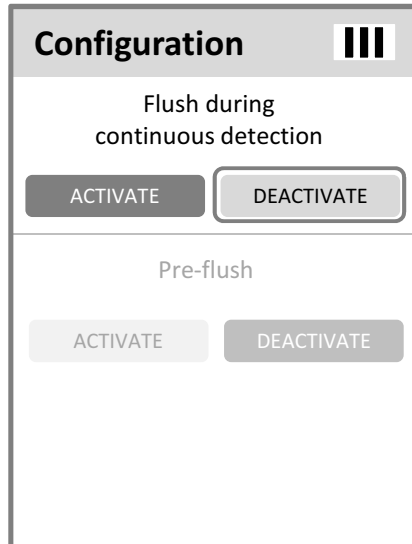 Configuration
Flush during
continuous detection
ACTIVATE DEACTIVATE
Pre-flush
ACTIVATE DEACTIVATE